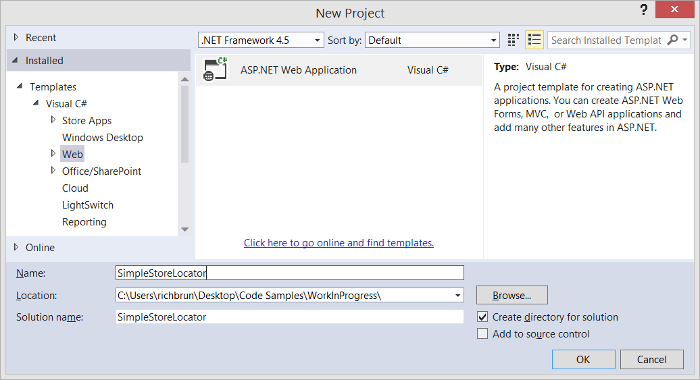 New Project
? ×
Recent
.NET Framework 4.5
Sort by:
Default
Search Installed Templat
Installed
Templates
Visual C#
Store Apps
Windows Desktop
Web
Office/SharePoint
Cloud
LightSwitch
Reporting
Online
C#
ASP.NET Web Application
Visual C#
Click here to go online and find templates.
Type: Visual C#
A project template for creating ASP.NET
applications. You can create ASP.NET Web
Forms, MVC, or Web API applications and
add many other features in ASP.NET.
Name:
SimpleStoreLocator
Location:
C:\Users\richbrun\Desktop\Code Samples\WorkInProgress\
Browse...
Solution name:
SimpleStoreLocator
Create directory for solution
Add to source control
OK
Cancel